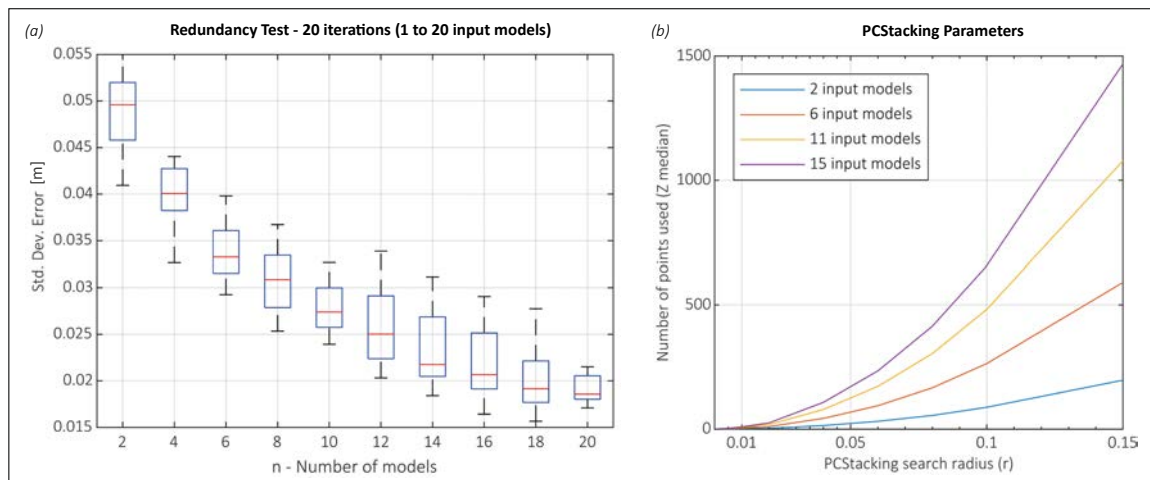 (a)
Redundancy Test - 20 iterations (1 to 20 input models)
0.055
0.05
0.045
0.04
0.035
0.03
0.025
0.02
0.015
Std. Dev. Error [m]
2 4 6 8 10 12 14 16 18 20
n - Number of models
(b)
PCStacking Parameters
1500
1000
500
0
Number of points used (Z median)
2 input models
6 input models
11 input models
15 input models
0.01 0.05 0.1 0.15
PCStacking search radius (r)